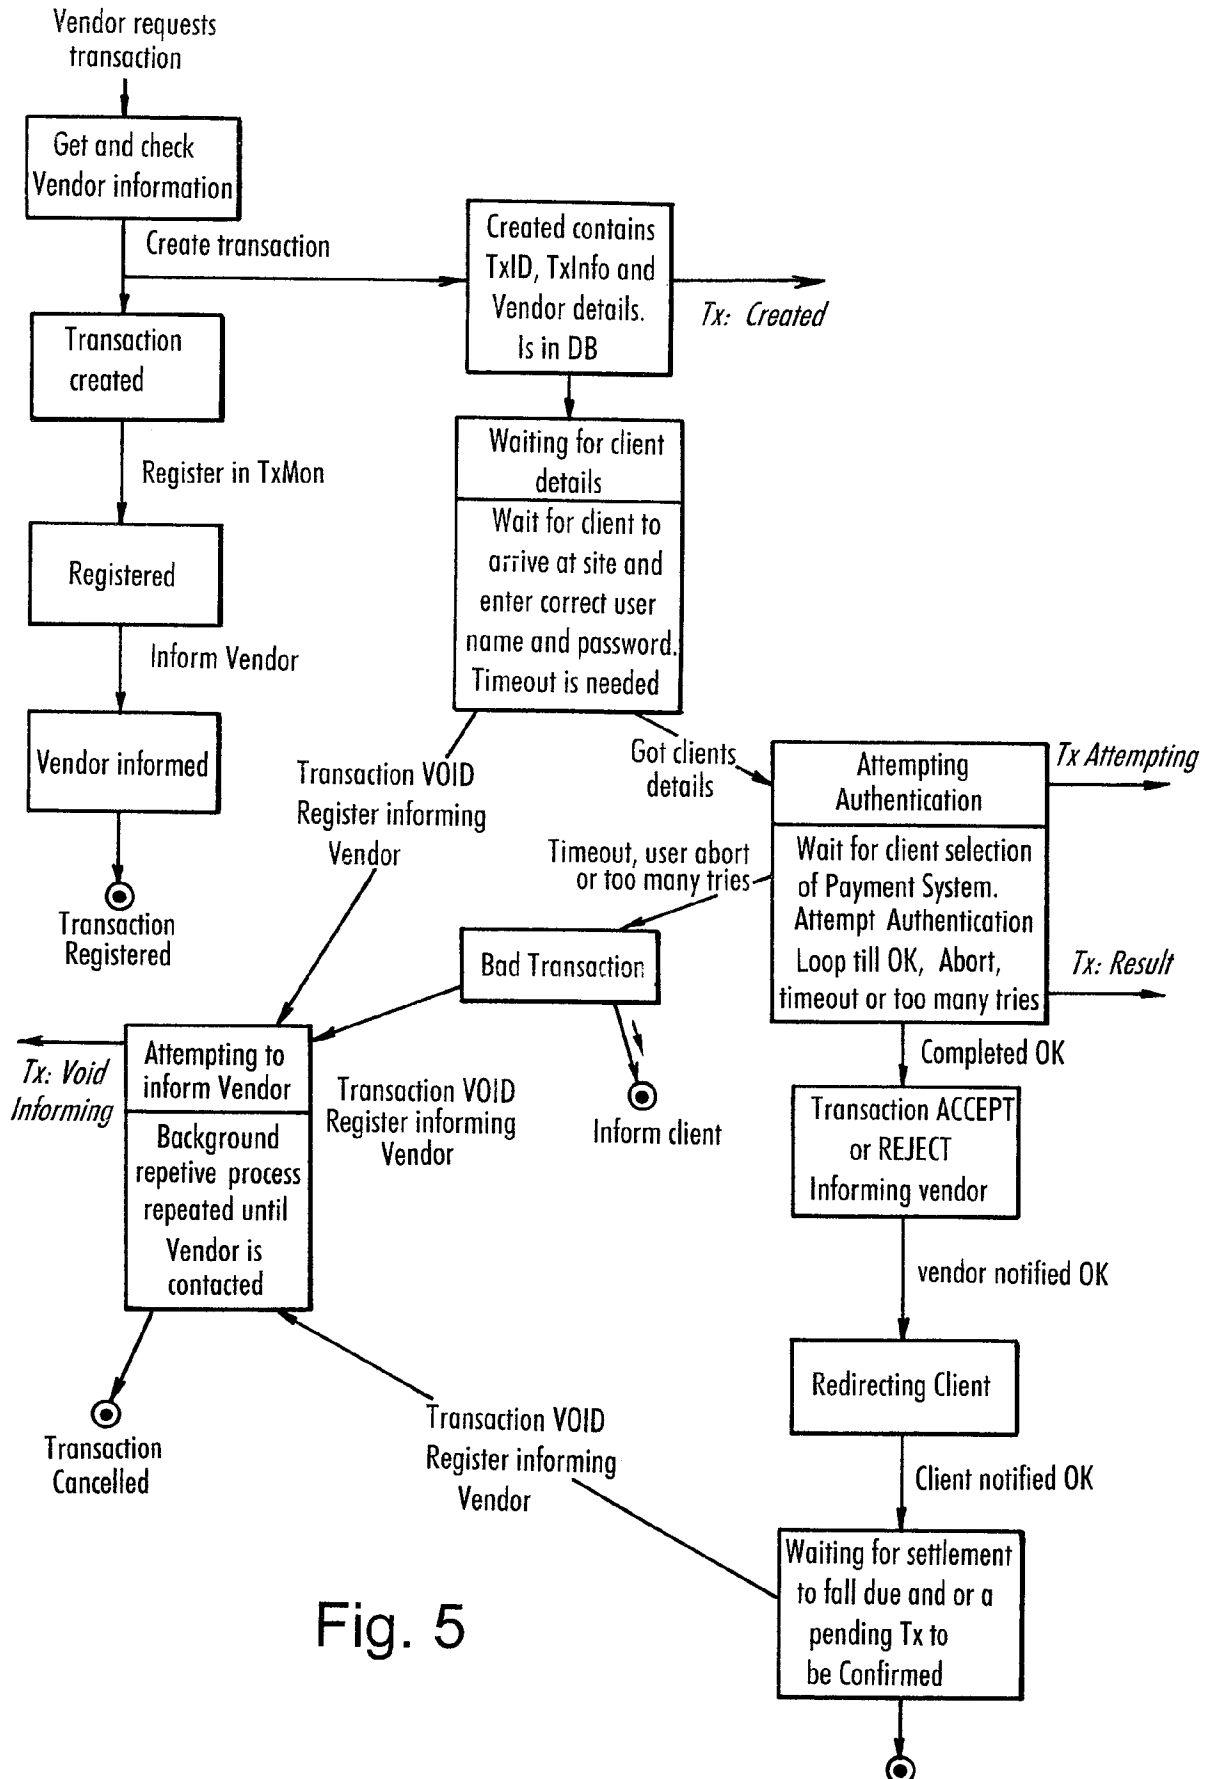 Vendor requests
transaction
Get and check
Vendor information
Create transaction
Created contains
TxID, TxInfo and
Vendor details.
Is in DB
Tx: Created
Transaction
created
Register in TxMon
Registered
Inform Vendor
Vendor informed
Transaction
Registered
Waiting for client
details
Wait for client to
arrive at site and
enter correct user
name and password.
Timeout is needed
Transaction VOID
Register informing
Vendor
Got clients
details
Attempting
Authentication
Tx Attempting
Wait for client selection
of Payment System.
Attempt Authentication
Loop till OK, Abort,
timeout or too many tries
Tx: Result
Timeout, user abort
or too many tries
Bad Transaction
Inform client
Tx: Void
Informing
Attempting to
inform Vendor
Background
repetive process
repeated until
Vendor is
contacted
Transaction VOID
Register informing
Vendor
Transaction
Cancelled
Completed OK
Transaction ACCEPT
or REJECT
Informing vendor
vendor notified OK
Redirecting Client
Client notified OK
Transaction VOID
Register informing
Vendor
Waiting for settlement
to fall due and or a
pending Tx to
be Confirmed
Fig. 5